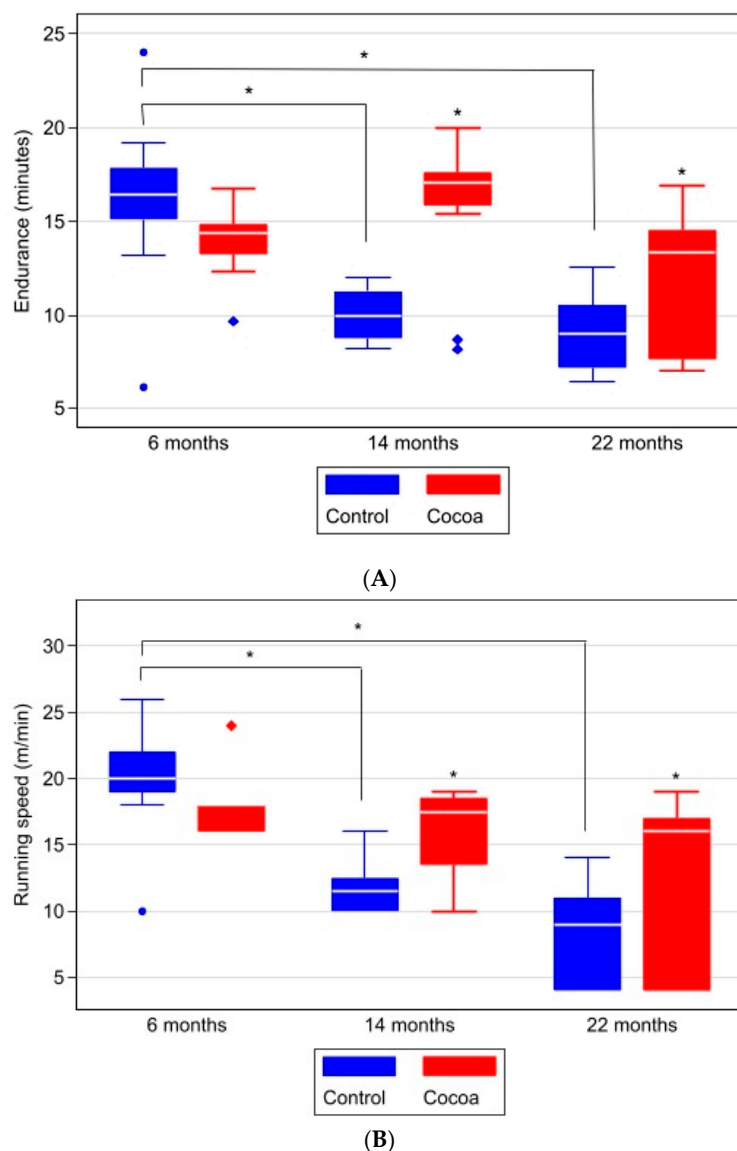 25
20
15
10
5
Endurance (minutes)
*
*
*
*
6 months 14 months 22 months
Control Cocoa
(A)
30
25
20
15
10
5
Running speed (m/min)
*
*
*
*
6 months 14 months 22 months
Control Cocoa
(B)